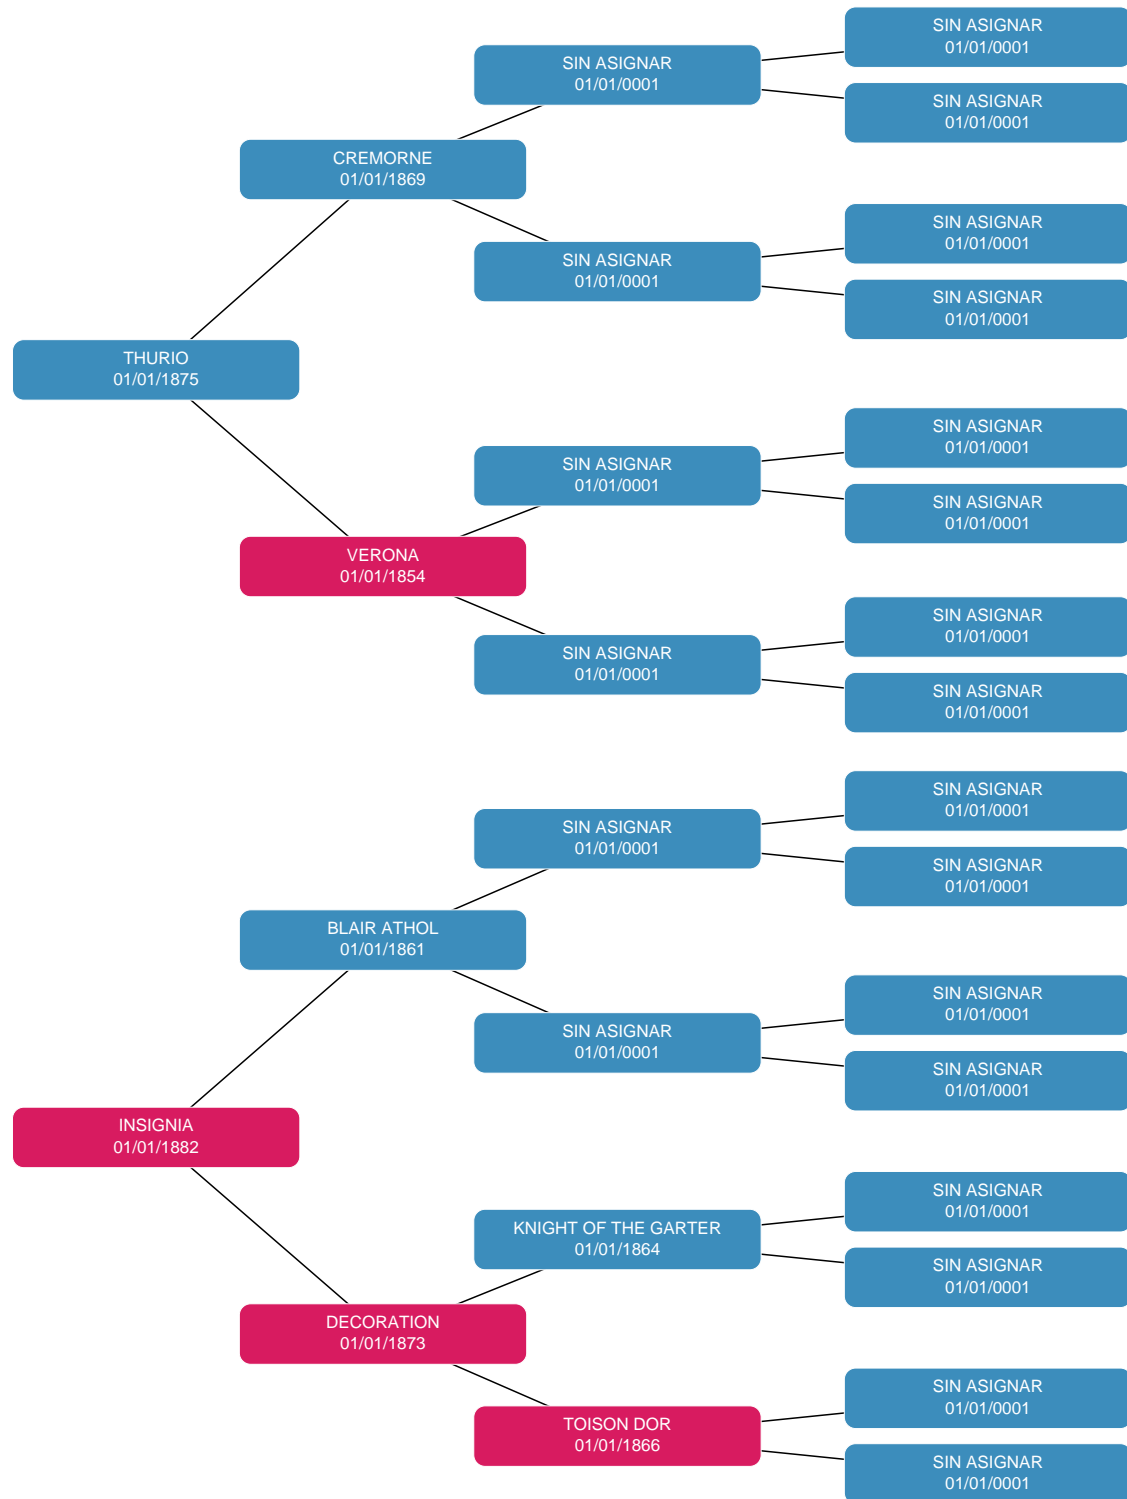 SIN ASIGNAR
01/01/0001
SIN ASIGNAR
01/01/0001
SIN ASIGNAR
01/01/0001
CREMORNE
01/01/1869
SIN ASIGNAR
01/01/0001
SIN ASIGNAR
01/01/0001
SIN ASIGNAR
01/01/0001
THURIO
01/01/1875
SIN ASIGNAR
01/01/0001
SIN ASIGNAR
01/01/0001
SIN ASIGNAR
01/01/0001
VERONA
01/01/1854
SIN ASIGNAR
01/01/0001
SIN ASIGNAR
01/01/0001
SIN ASIGNAR
01/01/0001
SIN ASIGNAR
01/01/0001
SIN ASIGNAR
01/01/0001
SIN ASIGNAR
01/01/0001
BLAIR ATHOL
01/01/1861
SIN ASIGNAR
01/01/0001
SIN ASIGNAR
01/01/0001
SIN ASIGNAR
01/01/0001
INSIGNIA
01/01/1882
SIN ASIGNAR
01/01/0001
KNIGHT OF THE GARTER
01/01/1864
SIN ASIGNAR
01/01/0001
DECORATION
01/01/1873
SIN ASIGNAR
01/01/0001
TOISON DOR
01/01/1866
SIN ASIGNAR
01/01/0001